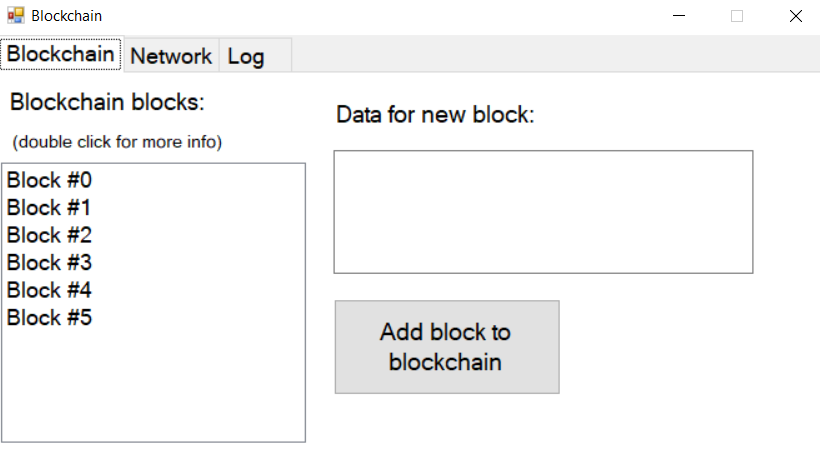 Blockchain
Blockchain Network Log
Blockchain blocks:
(double click for more info)
Block #0
Block #1
Block #2
Block #3
Block #4
Block #5
Data for new block:
Add block to
blockchain